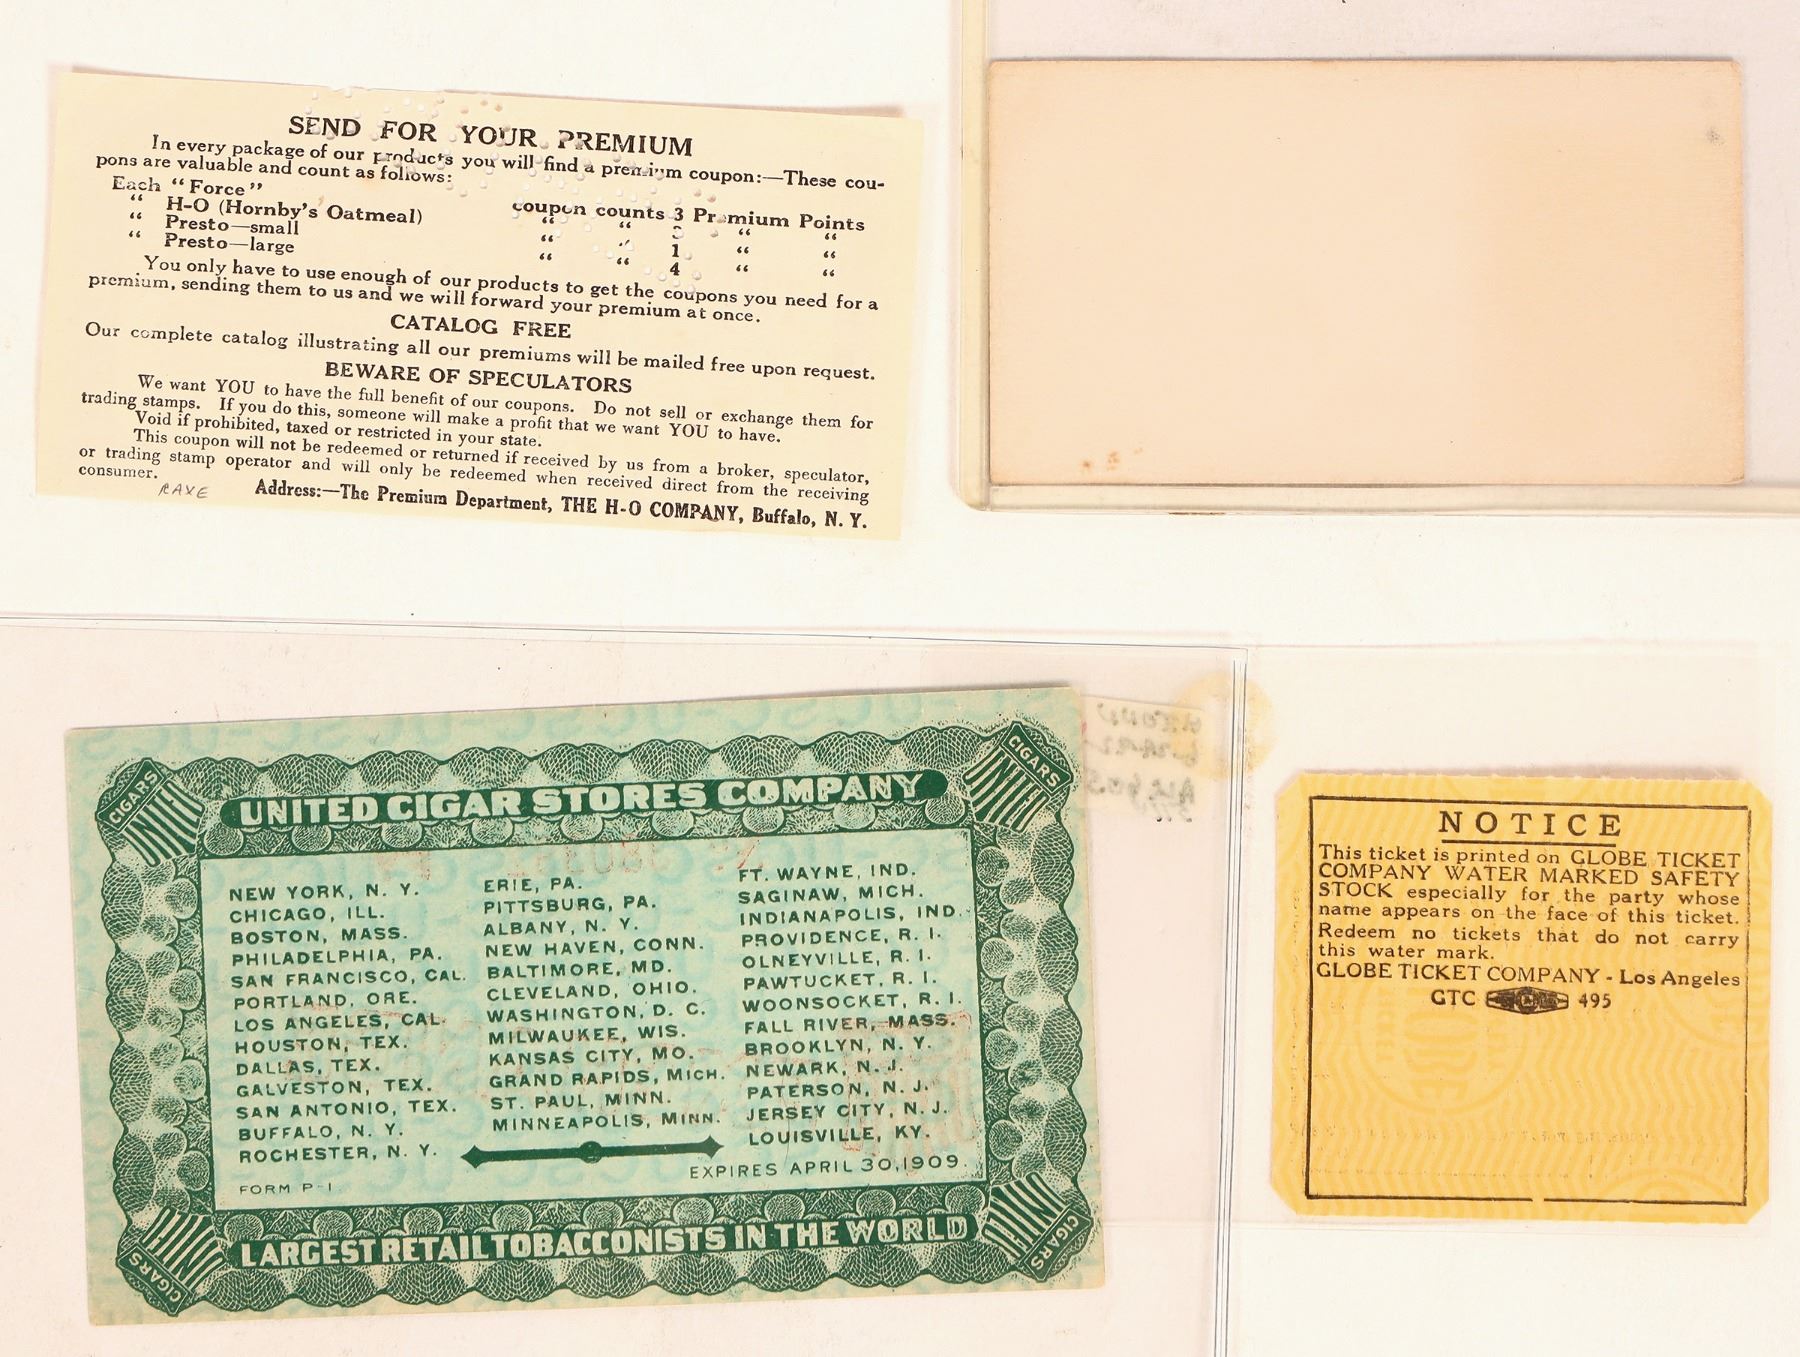 SEND FOR YOUR PREMIUM
In every package of our products you will find a premium coupon:—These cou-
pons are valuable and count as follows:
Each "Force" coupon counts 3 Premium Points
" H-O (Hornby's Oatmeal) " " " "
" Presto—small " " 1 " "
" Presto—large " " 4 " "
You only have to use enough of our products to get the coupons you need for a
premium, sending them to us and we will forward your premium at once.
CATALOG FREE
Our complete catalog illustrating all our premiums will be mailed free upon request.
BEWARE OF SPECULATORS
We want YOU to have the full benefit of our coupons. Do not sell or exchange them for
trading stamps. If you do this, someone will make a profit that we want YOU to have.
Void if prohibited, taxed or restricted in your state.
This coupon will not be redeemed or returned if received by us from a broker, speculator,
or trading stamp operator and will only be redeemed when received direct from the receiving
consumer.
RAXE
Address:—The Premium Department, THE H-O COMPANY, Buffalo, N. Y.
CIGARS
UNITED
CIGARS
UNITED
UNITED CIGAR STORES COMPANY
NEW YORK, N. Y.
CHICAGO, ILL.
BOSTON, MASS.
PHILADELPHIA, PA.
SAN FRANCISCO, CAL.
PORTLAND, ORE.
LOS ANGELES, CAL.
HOUSTON, TEX.
DALLAS, TEX.
GALVESTON, TEX.
SAN ANTONIO, TEX.
BUFFALO, N. Y.
ROCHESTER, N. Y.
FORM P-1
ERIE, PA.
PITTSBURG, PA.
ALBANY, N. Y.
NEW HAVEN, CONN.
BALTIMORE, MD.
CLEVELAND, OHIO.
WASHINGTON, D. C.
MILWAUKEE, WIS.
KANSAS CITY, MO.
GRAND RAPIDS, MICH.
ST. PAUL, MINN.
MINNEAPOLIS, MINN.
FT. WAYNE, IND.
SAGINAW, MICH.
INDIANAPOLIS, IND.
PROVIDENCE, R. I.
OLNEYVILLE, R. I.
PAWTUCKET, R. I.
WOONSOCKET, R. I.
FALL RIVER, MASS.
BROOKLYN, N. Y.
NEWARK, N. J.
PATERSON, N. J.
JERSEY CITY, N. J.
LOUISVILLE, KY.
EXPIRES APRIL 30, 1909.
LARGEST RETAIL TOBACCONISTS IN THE WORLD
UNITED
CIGARS
UNITED
CIGARS
NOTICE
This ticket is printed on GLOBE TICKET
COMPANY WATER MARKED SAFETY
STOCK especially for the party whose
name appears on the face of this ticket.
Redeem no tickets that do not carry
this water mark.
GLOBE TICKET COMPANY - Los Angeles
GTC 495